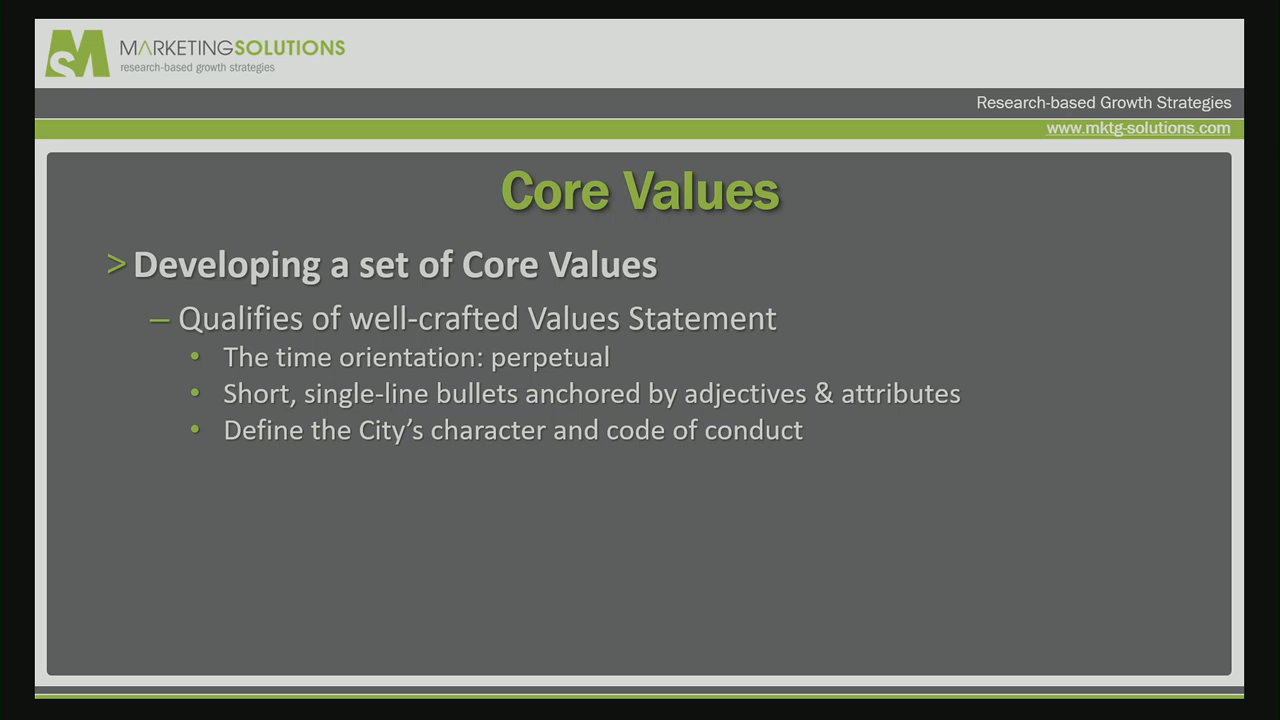 MARKETINGSOLUTIONS
research-based growth strategies
Research-based Growth Strategies
www.mktg-solutions.com
Core Values
> Developing a set of Core Values
– Qualifies of well-crafted Values Statement
• The time orientation: perpetual
• Short, single-line bullets anchored by adjectives & attributes
• Define the City’s character and code of conduct